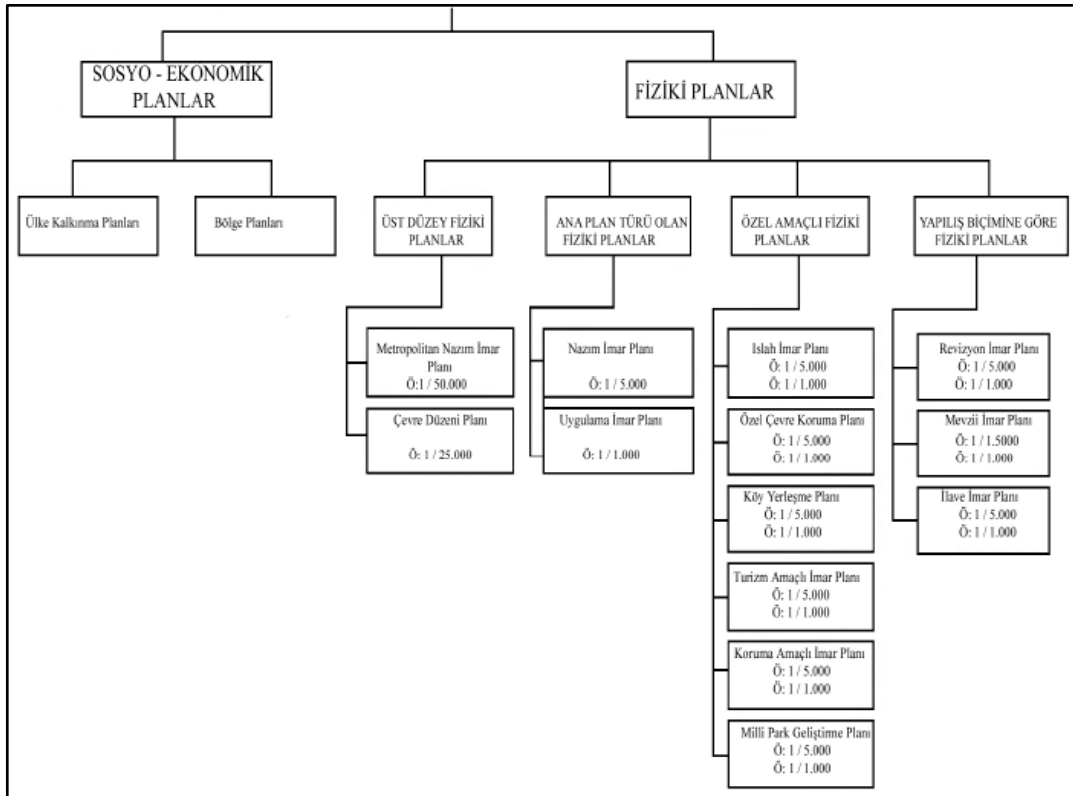 SOSYO - EKONOMİK
PLANLAR
FİZİKİ PLANLAR
Ülke Kalkınma Planları
Bölge Planları
ÜST DÜZEY FİZİKİ
PLANLAR
ANA PLAN TÜRÜ OLAN
FİZİKİ PLANLAR
ÖZEL AMAÇLI FİZİKİ
PLANLAR
YAPILIŞ BİÇİMİNE GÖRE
FİZİKİ PLANLAR
Metropolitan Nazım İmar
Planı
Ö:1 / 50.000
Çevre Düzeni Planı
Ö: 1 / 25.000
Nazım İmar Planı
Ö: 1 / 5.000
Uygulama İmar Planı
Ö: 1 / 1.000
Islah İmar Planı
Ö: 1 / 5.000
Ö: 1 / 1.000
Özel Çevre Koruma Planı
Ö: 1 / 5.000
Ö: 1 / 1.000
Köy Yerleşme Planı
Ö: 1 / 5.000
Ö: 1 / 1.000
Turizm Amaçlı İmar Planı
Ö: 1 / 5.000
Ö: 1 / 1.000
Koruma Amaçlı İmar Planı
Ö: 1 / 5.000
Ö: 1 / 1.000
Milli Park Geliştirme Planı
Ö: 1 / 5.000
Ö: 1 / 1.000
Revizyon İmar Planı
Ö: 1 / 5.000
Ö: 1 / 1.000
Mevzii İmar Planı
Ö: 1 / 1.5000
Ö: 1 / 1.000
İlave İmar Planı
Ö: 1 / 5.000
Ö: 1 / 1.000